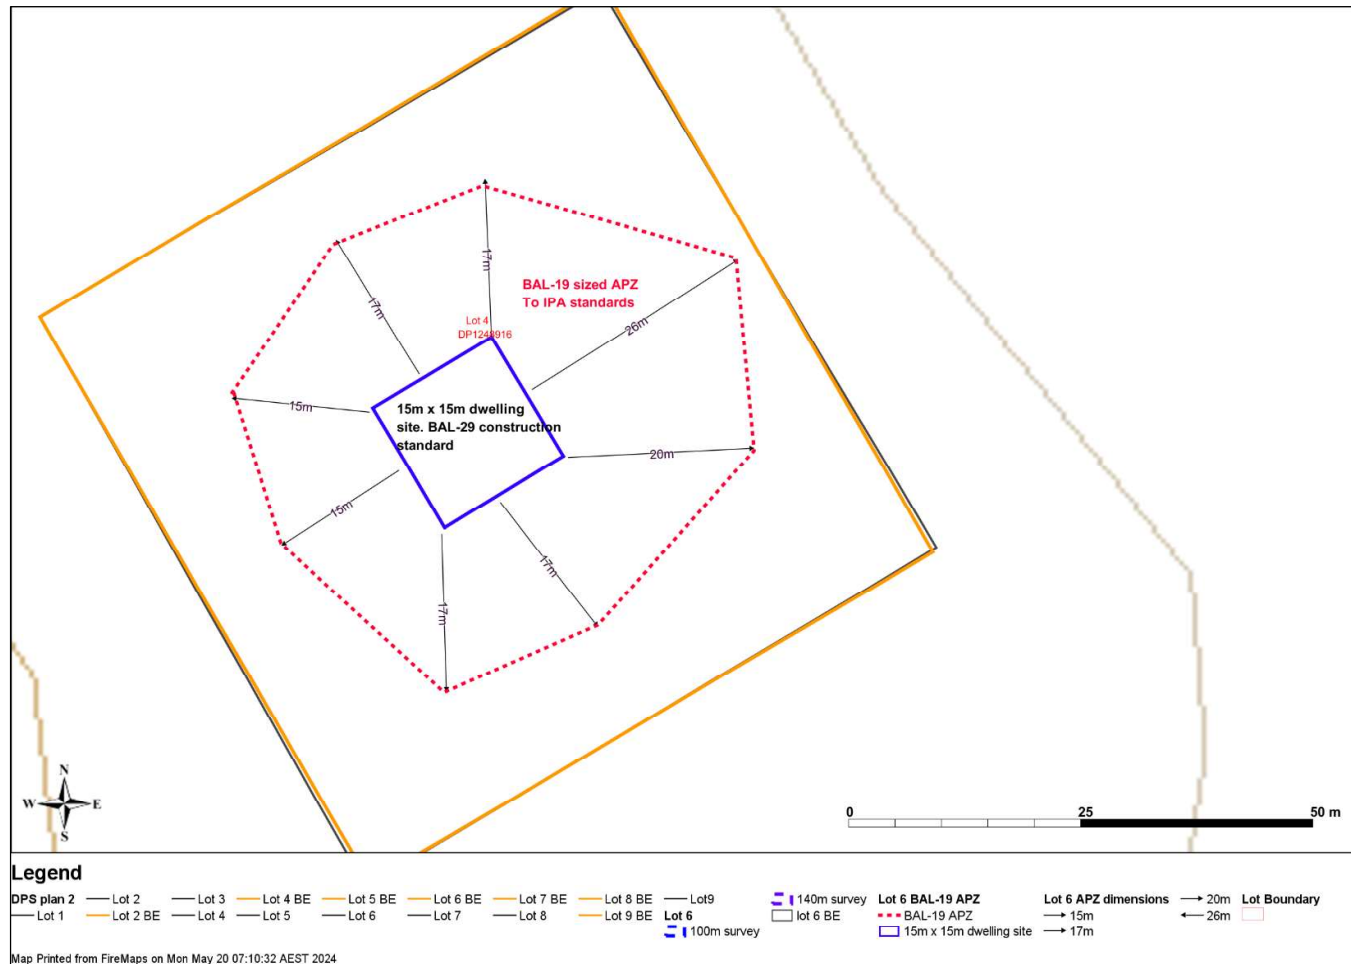 17m
BAL-19 sized APZ
To IPA standards
17m
26m
Lot 4
DP1249916
15m
15m x 15m dwelling
site. BAL-29 construction
standard
20m
15m
17m
17m
N
W E
S
0 25 50 m
Legend
DPS plan 2 Lot 2 Lot 3 Lot 4 BE Lot 5 BE Lot 6 BE Lot 7 BE Lot 8 BE Lot9 140m survey Lot 6 BAL-19 APZ Lot 6 APZ dimensions 20m Lot Boundary
Lot 1 Lot 2 BE Lot 4 Lot 5 Lot 6 Lot 7 Lot 8 Lot 9 BE Lot 6 lot 6 BE BAL-19 APZ 15m 26m
100m survey 15m x 15m dwelling site 17m
Map Printed from FireMaps on Mon May 20 07:10:32 AEST 2024